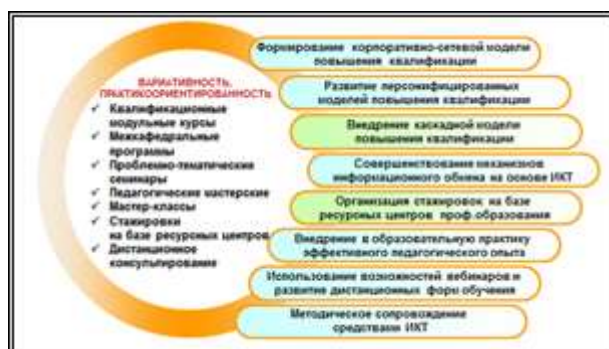 ВАРИАТИВНОСТЬ,
ПРАКТИКООРИЕНТИРОВАННОСТЬ
Квалификационные
модульные курсы
Межкафедральные
программы
Проблемно-тематические
семинары
Педагогические мастерские
Мастер-классы
Стажировки
на базе ресурсных центров
Дистанционное
консультирование
Формирование корпоративно-сетевой модели
повышения квалификации
Развитие персонифицированных
моделей повышения квалификации
Внедрение каскадной модели
повышения квалификации
Совершенствование механизмов
информационного обмена на основе ИКТ
Организация стажировок на базе
ресурсных центров проф.образования
Внедрение в образовательную практику
эффективного педагогического опыта
Использование возможностей вебинаров и
развитие дистанционных форм обучения
Методическое сопровождение
средствами ИКТ